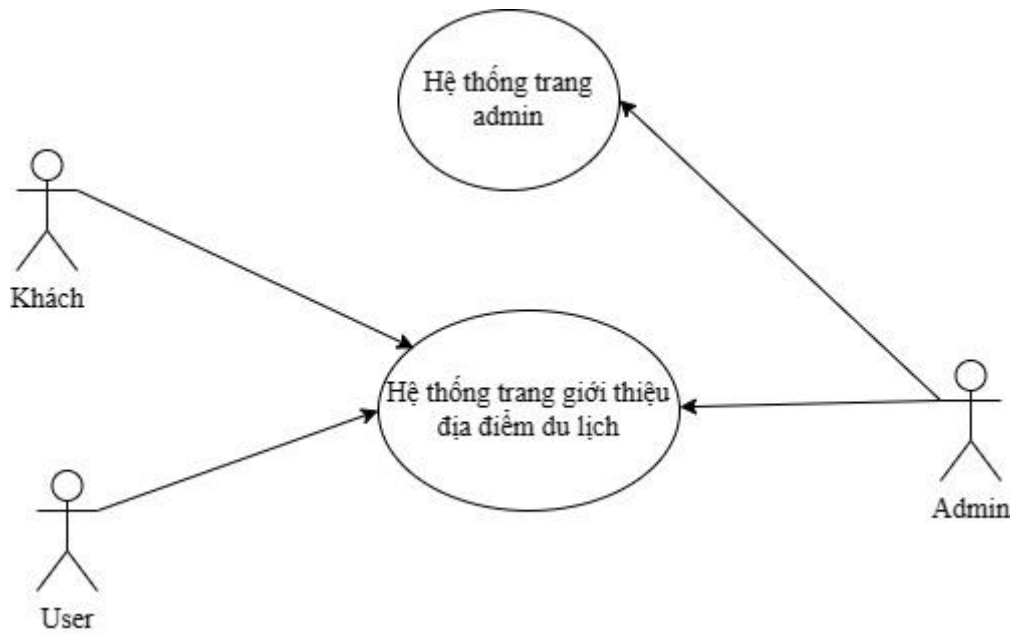 Hệ thống trang
admin
Khách
Hệ thống trang giới thiệu
địa điểm du lịch
Admin
User